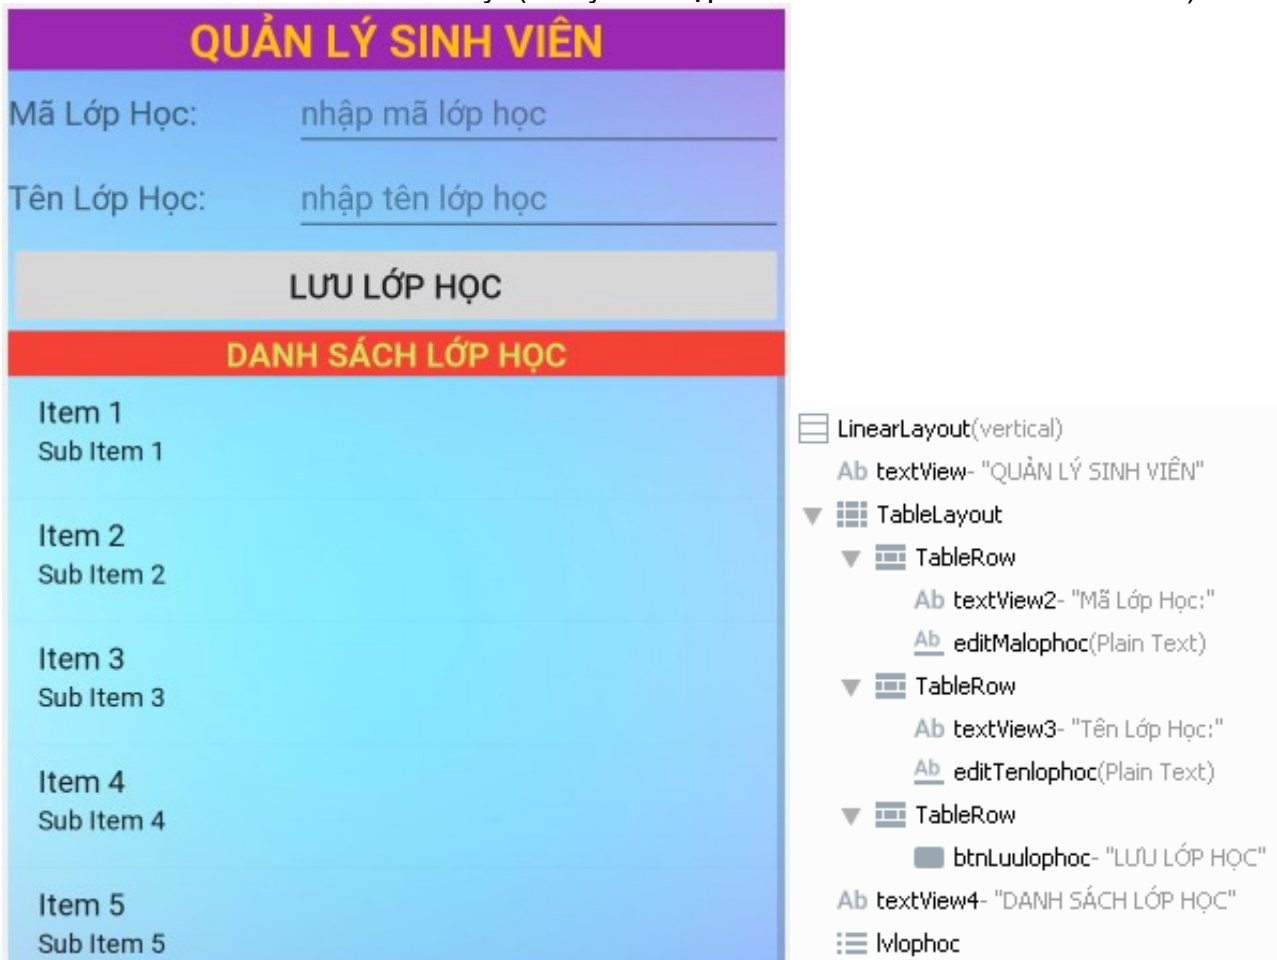 QUẢN LÝ SINH VIÊN
Mã Lớp Học: nhập mã lớp học
Tên Lớp Học: nhập tên lớp học
LƯU LỚP HỌC
DANH SÁCH LỚP HỌC
Item 1
Sub Item 1
Item 2
Sub Item 2
Item 3
Sub Item 3
Item 4
Sub Item 4
Item 5
Sub Item 5
LinearLayout(vertical)
Ab textView- "QUẢN LÝ SINH VIÊN"
TableLayout
TableRow
Ab textView2- "Mã Lớp Học:"
Ab editMalophoc(Plain Text)
TableRow
Ab textView3- "Tên Lớp Học:"
Ab editTenlophoc(Plain Text)
TableRow
btnLuulophoc- "LƯU LỚP HỌC"
Ab textView4- "DANH SÁCH LỚP HỌC"
lvlophoc